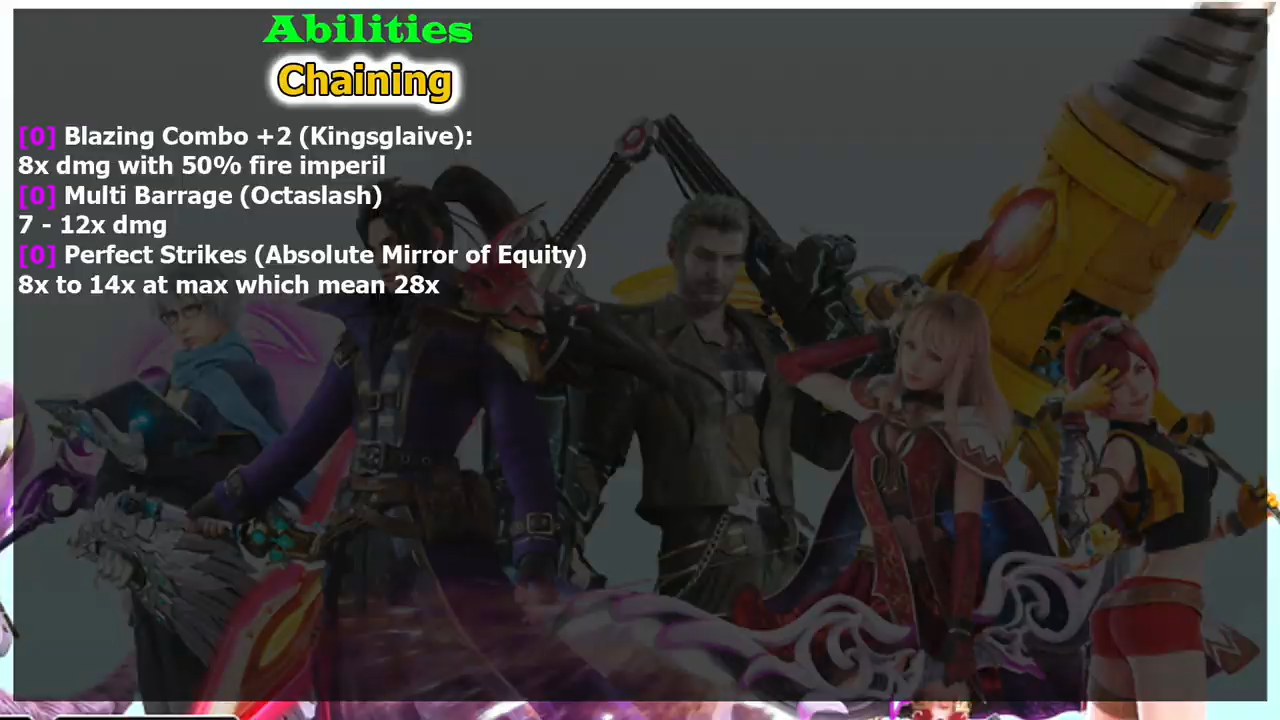 Abilities
Chaining
[0] Blazing Combo +2 (Kingsglaive):
8x dmg with 50% fire imperil
[0] Multi Barrage (Octaslash)
7 - 12x dmg
[0] Perfect Strikes (Absolute Mirror of Equity)
8x to 14x at max which mean 28x